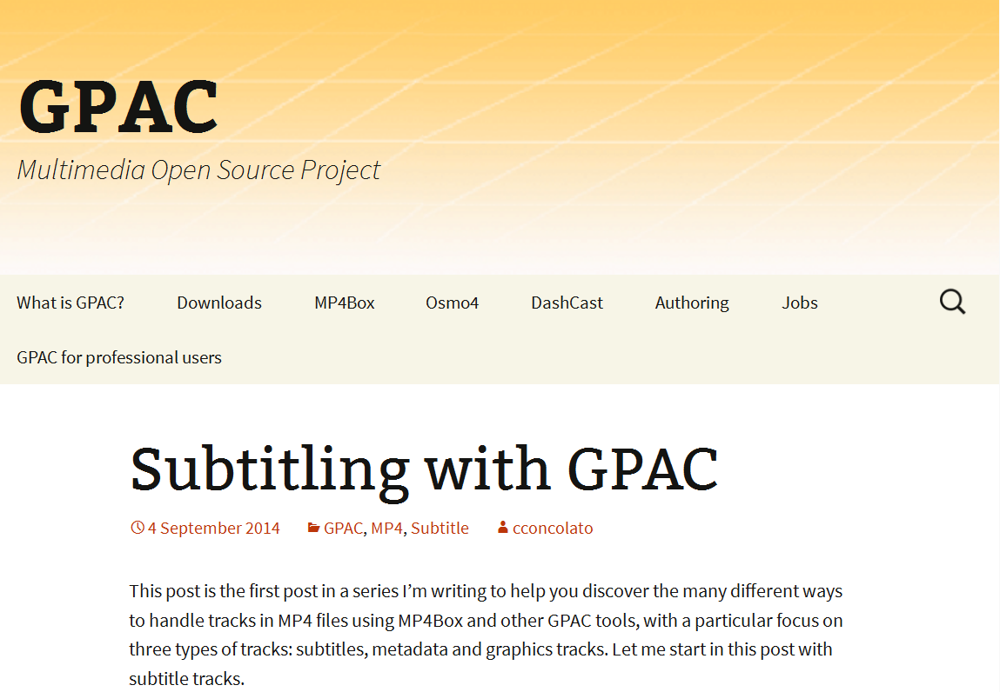 GPAC
Multimedia Open Source Project
What is GPAC? Downloads MP4Box Osmo4 DashCast Authoring Jobs
GPAC for professional users
Subtitling with GPAC
4 September 2014 GPAC, MP4, Subtitle cconcolato
This post is the first post in a series I’m writing to help you discover the many different ways
to handle tracks in MP4 files using MP4Box and other GPAC tools, with a particular focus on
three types of tracks: subtitles, metadata and graphics tracks. Let me start in this post with
subtitle tracks.